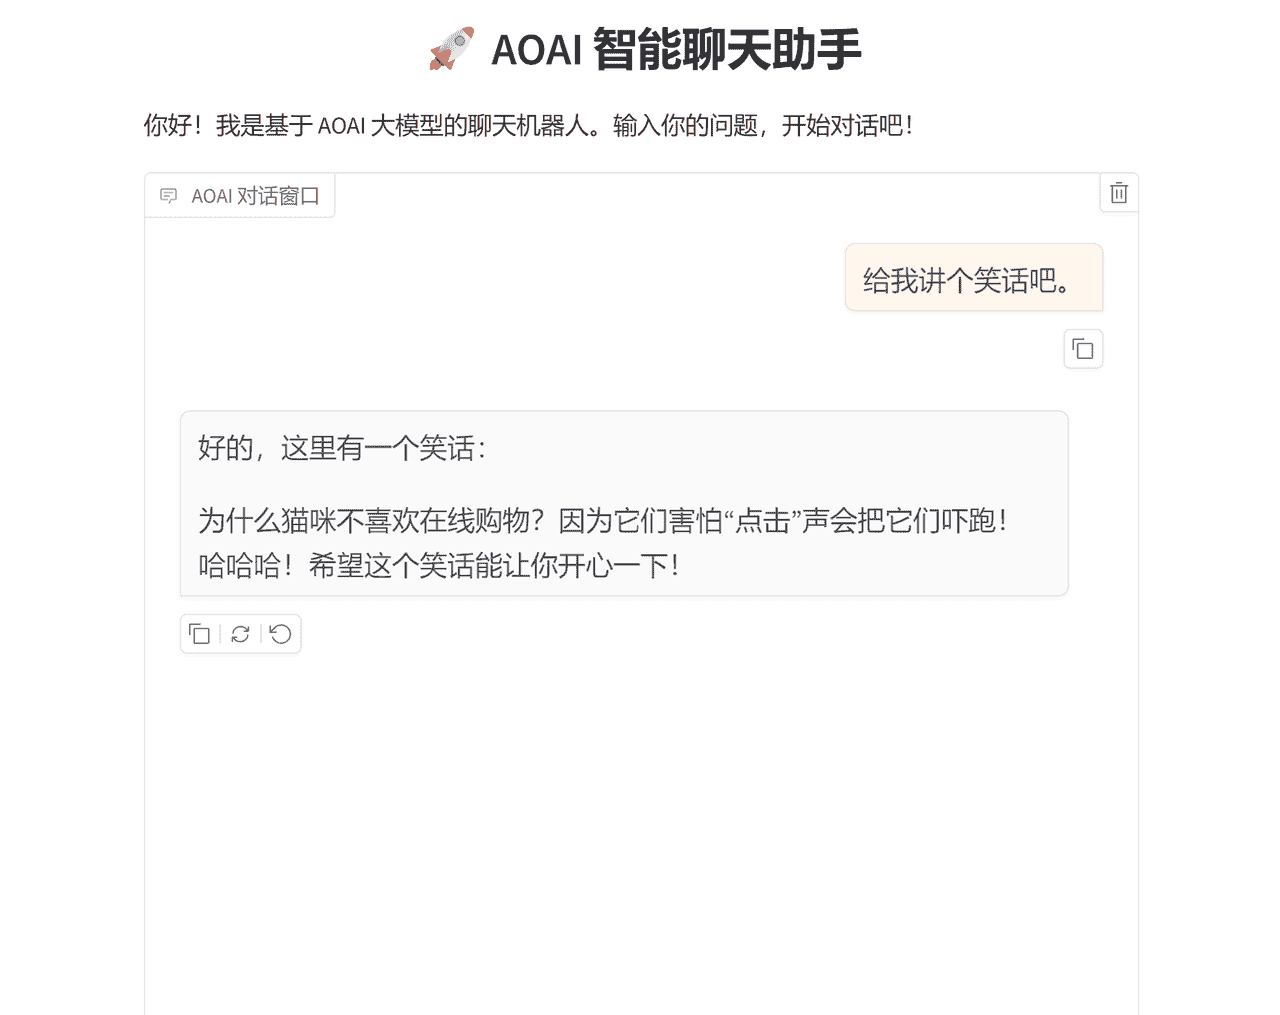 🚀 AOAI 智能聊天助手
你好！我是基于 AOAI 大模型的聊天机器人。输入你的问题，开始对话吧！
AOAI 对话窗口
给我讲个笑话吧。
好的，这里有一个笑话：
为什么猫咪不喜欢在线购物？因为它们害怕“点击”声会把它们吓跑！
哈哈哈！希望这个笑话能让你开心一下！